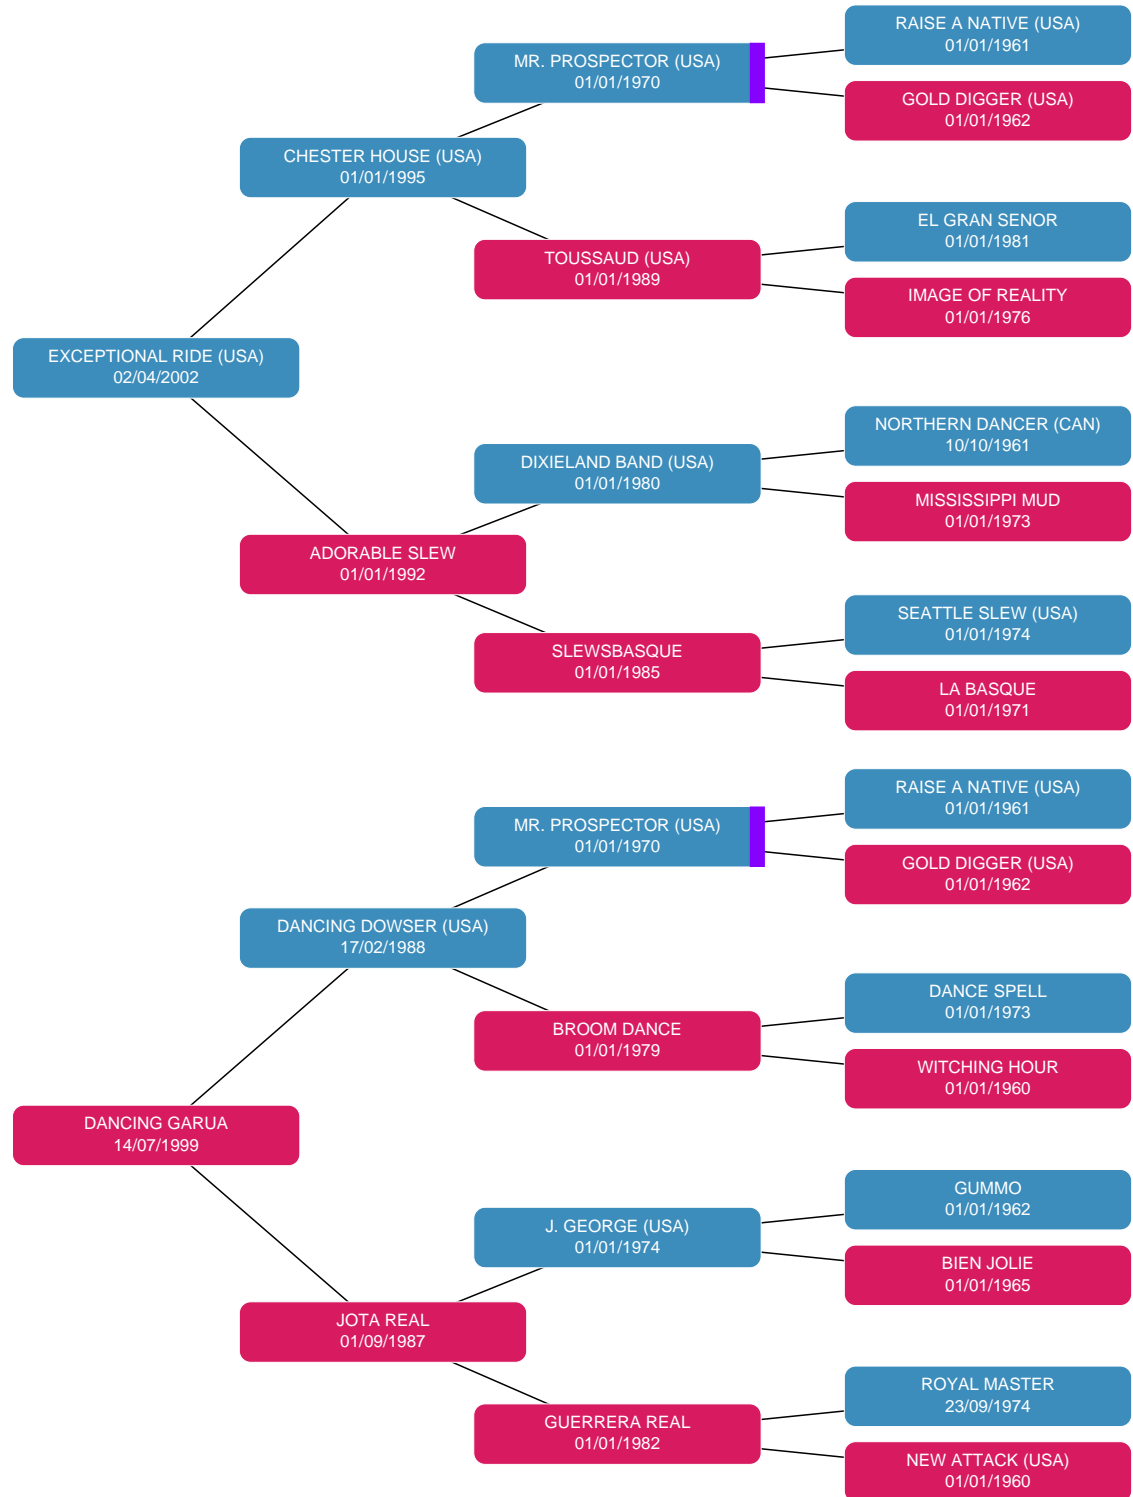 RAISE A NATIVE (USA)
01/01/1961
MR. PROSPECTOR (USA)
01/01/1970
GOLD DIGGER (USA)
01/01/1962
CHESTER HOUSE (USA)
01/01/1995
EL GRAN SENOR
01/01/1981
TOUSSAUD (USA)
01/01/1989
IMAGE OF REALITY
01/01/1976
EXCEPTIONAL RIDE (USA)
02/04/2002
NORTHERN DANCER (CAN)
10/10/1961
DIXIELAND BAND (USA)
01/01/1980
MISSISSIPPI MUD
01/01/1973
ADORABLE SLEW
01/01/1992
SEATTLE SLEW (USA)
01/01/1974
SLEWSBASQUE
01/01/1985
LA BASQUE
01/01/1971
RAISE A NATIVE (USA)
01/01/1961
MR. PROSPECTOR (USA)
01/01/1970
GOLD DIGGER (USA)
01/01/1962
DANCING DOWSER (USA)
17/02/1988
DANCE SPELL
01/01/1973
BROOM DANCE
01/01/1979
WITCHING HOUR
01/01/1960
DANCING GARUA
14/07/1999
GUMMO
01/01/1962
J. GEORGE (USA)
01/01/1974
BIEN JOLIE
01/01/1965
JOTA REAL
01/09/1987
ROYAL MASTER
23/09/1974
GUERRERA REAL
01/01/1982
NEW ATTACK (USA)
01/01/1960